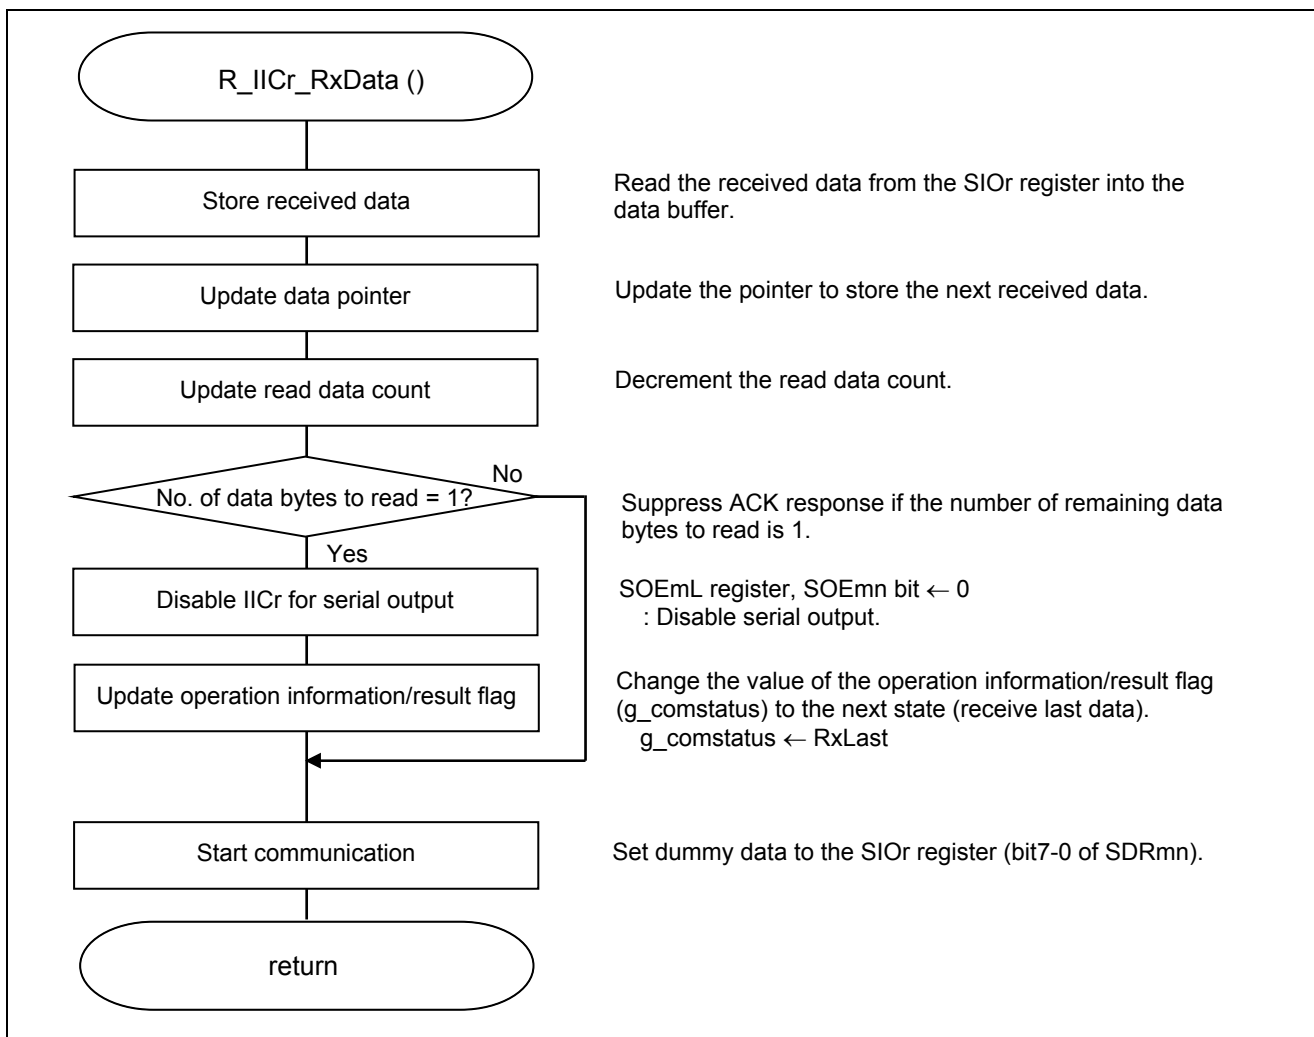 R_IICr_RxData ()
Store received data
Read the received data from the SIOr register into the
data buffer.
Update data pointer
Update the pointer to store the next received data.
Update read data count
Decrement the read data count.
No. of data bytes to read = 1?
No
Suppress ACK response if the number of remaining data
bytes to read is 1.
Yes
Disable IICr for serial output
SOEmL register, SOEmn bit ← 0
: Disable serial output.
Update operation information/result flag
Change the value of the operation information/result flag
(g_comstatus) to the next state (receive last data).
g_comstatus ← RxLast
Start communication
Set dummy data to the SIOr register (bit7-0 of SDRmn).
return